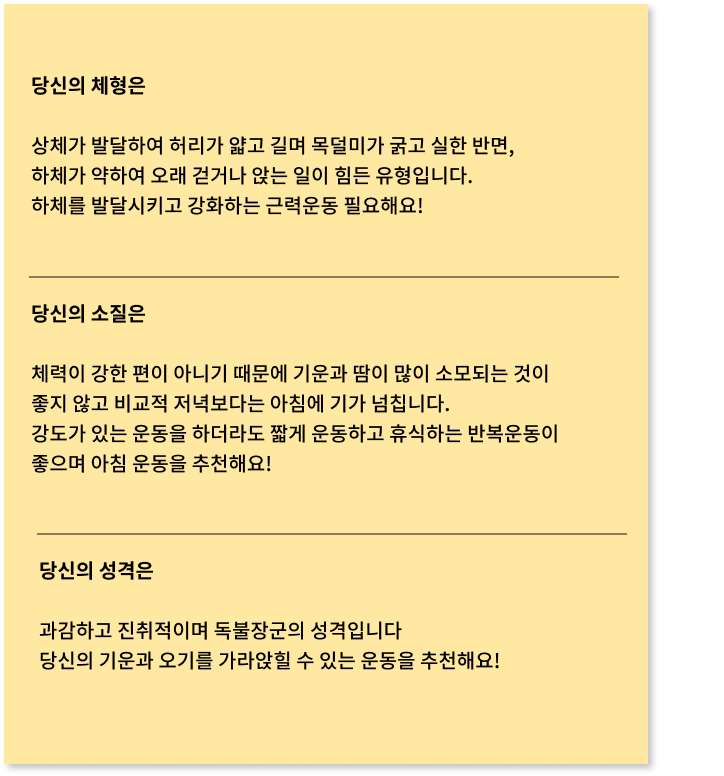 당신의 체형은
상체가 발달하여 허리가 얇고 길며 목덜미가 굵고 실한 반면,
하체가 약하여 오래 걷거나 앉는 일이 힘든 유형입니다.
하체를 발달시키고 강화하는 근력운동 필요해요!
당신의 소질은
체력이 강한 편이 아니기 때문에 기운과 땀이 많이 소모되는 것이
좋지 않고 비교적 저녁보다는 아침에 기가 넘칩니다.
강도가 있는 운동을 하더라도 짧게 운동하고 휴식하는 반복운동이
좋으며 아침 운동을 추천해요!
당신의 성격은
과감하고 진취적이며 독불장군의 성격입니다
당신의 기운과 오기를 가라앉힐 수 있는 운동을 추천해요!